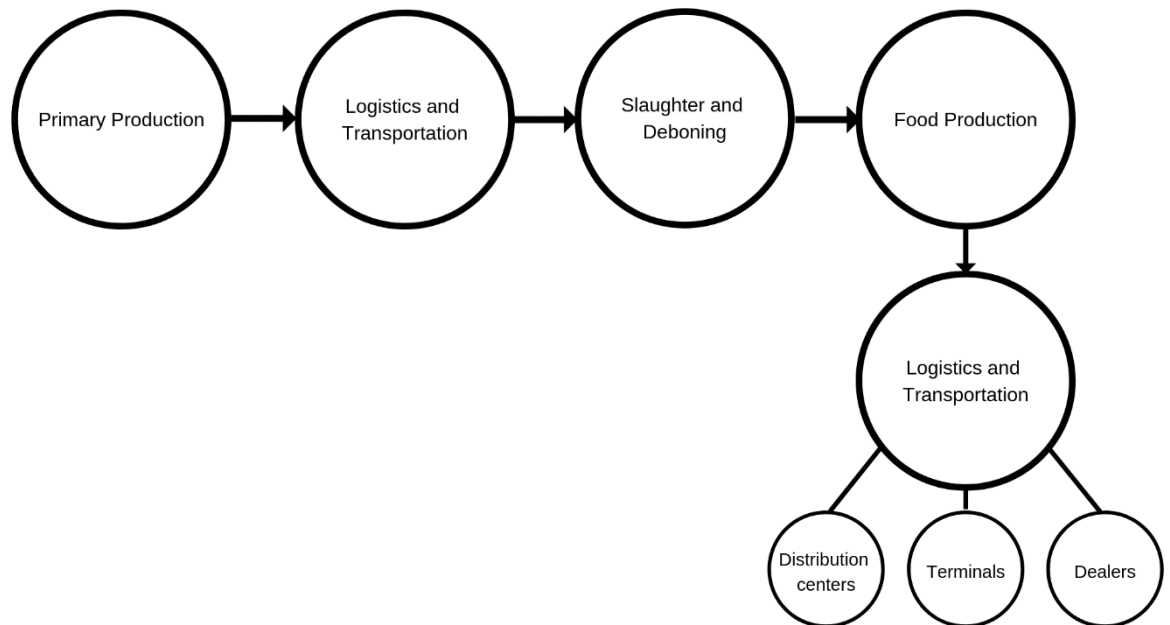 Primary Production
Logistics and
Transportation
Slaughter and
Deboning
Food Production
Logistics and
Transportation
Distribution
centers
Terminals
Dealers